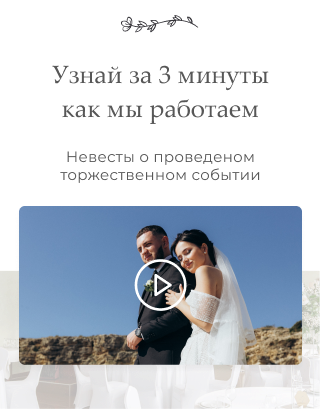 Узнай за 3 минуты
как мы работаем
Невесты о проведеном
торжественном событии